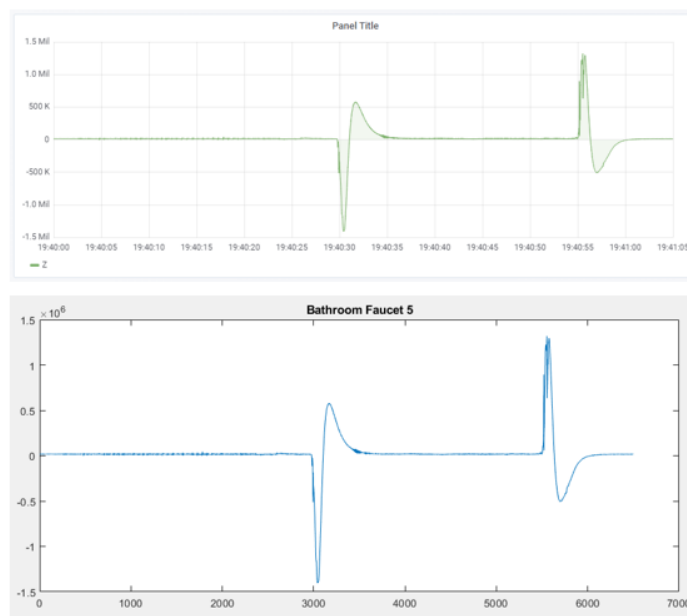 Panel Title
1.5 Mil
1.0 Mil
500 K
0
-500 K
-1.0 Mil
-1.5 Mil
19:40:00 19:40:05 19:40:10 19:40:15 19:40:20 19:40:25 19:40:30 19:40:35 19:40:40 19:40:45 19:40:50 19:40:55 19:41:00 19:41:05
Z
Bathroom Faucet 5
×10^6
1.5
1
0.5
0
-0.5
-1
-1.5
0 1000 2000 3000 4000 5000 6000 7000